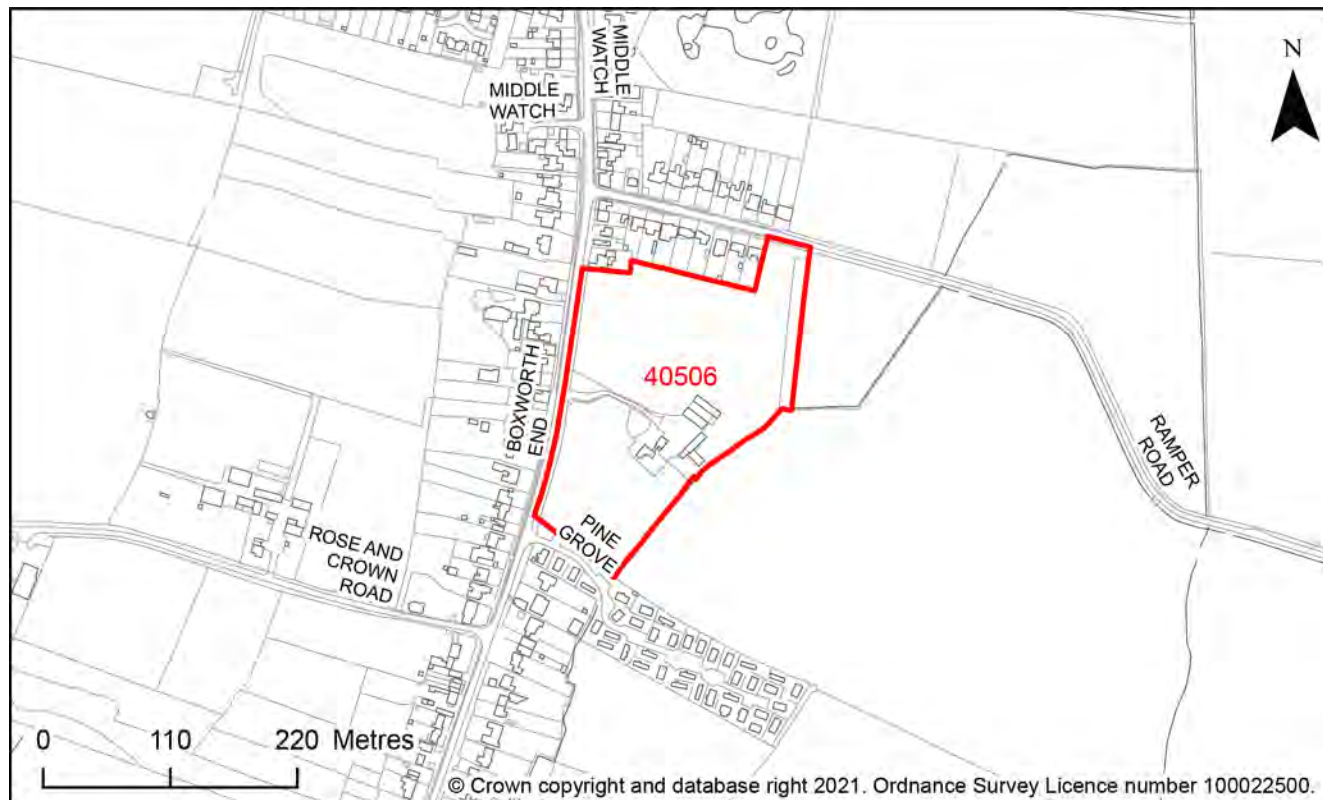 MIDDLE
WATCH
MIDDLE
WATCH
N
40506
BOXWORTH
END
RAMPER
ROAD
PINE
GROVE
ROSE AND
CROWN
ROAD
0 110 220 Metres
© Crown copyright and database right 2021. Ordnance Survey Licence number 100022500.